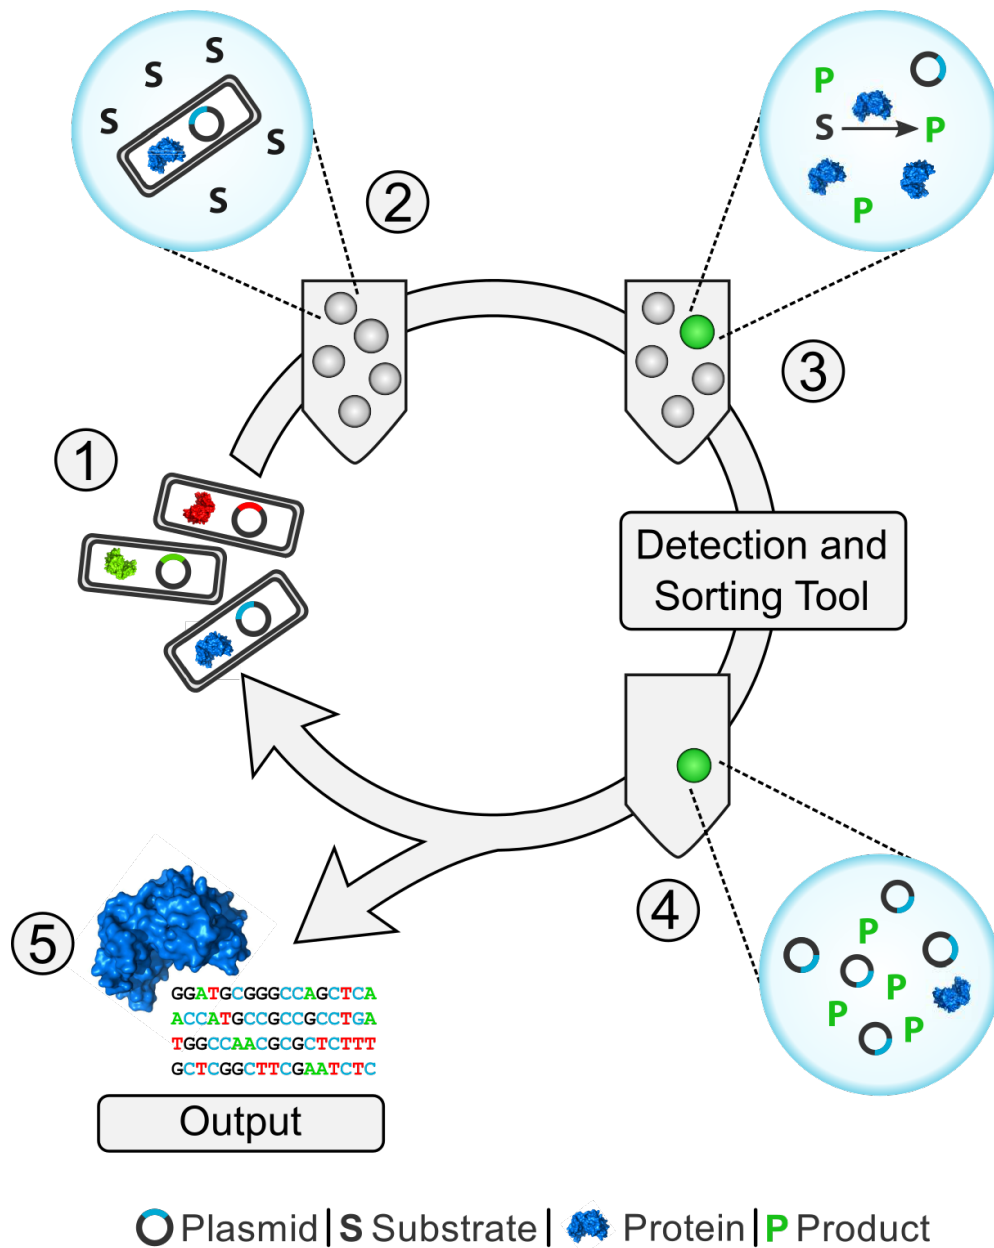 S
S
S
S
S
P
S
P
P
2
3
1
Detection and
Sorting Tool
4
P
P
P
P
5
GGATGCGGGCCAGCTCA
ACCATGCCGCCGCCTGA
TGGCCAACGCGCTCTTT
GCTCGGCTTCGAATCTC
Output
Plasmid | S Substrate | Protein | P Product